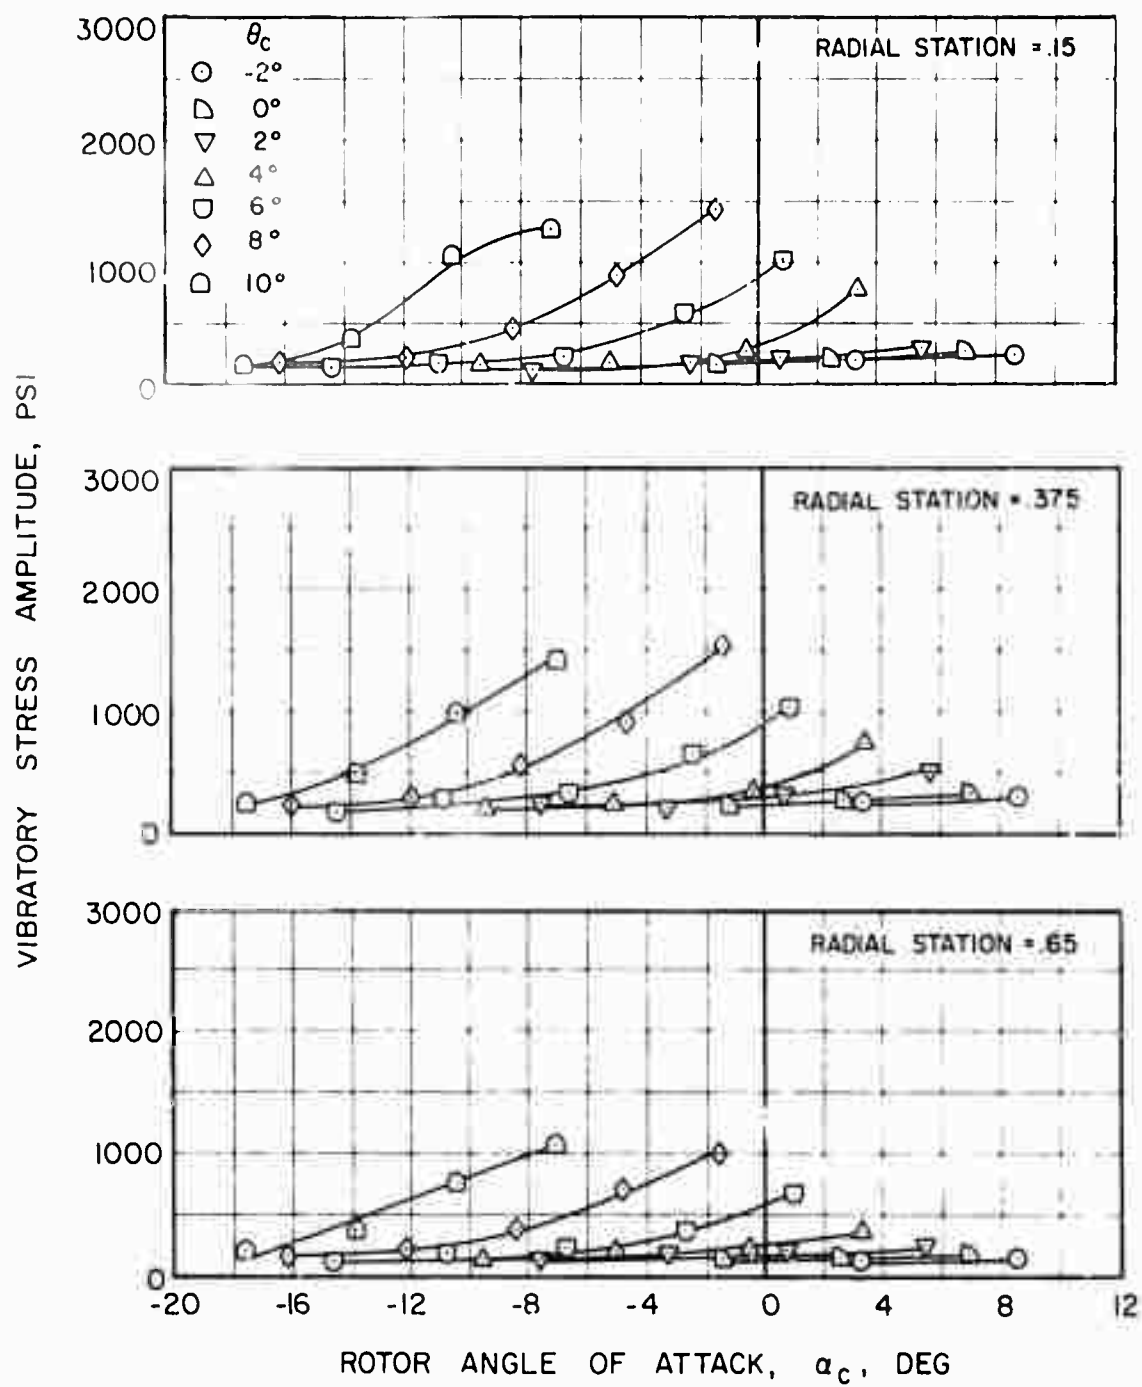 3000
θc
RADIAL STATION = .15
-2°
0°
2°
4°
6°
8°
10°
2000
1000
0
3000
RADIAL STATION = .375
2000
1000
0
3000
RADIAL STATION = .65
2000
1000
0
-20 -16 -12 -8 -4 0 4 8 12
VIBRATORY STRESS AMPLITUDE, PSI
ROTOR ANGLE OF ATTACK, αc, DEG